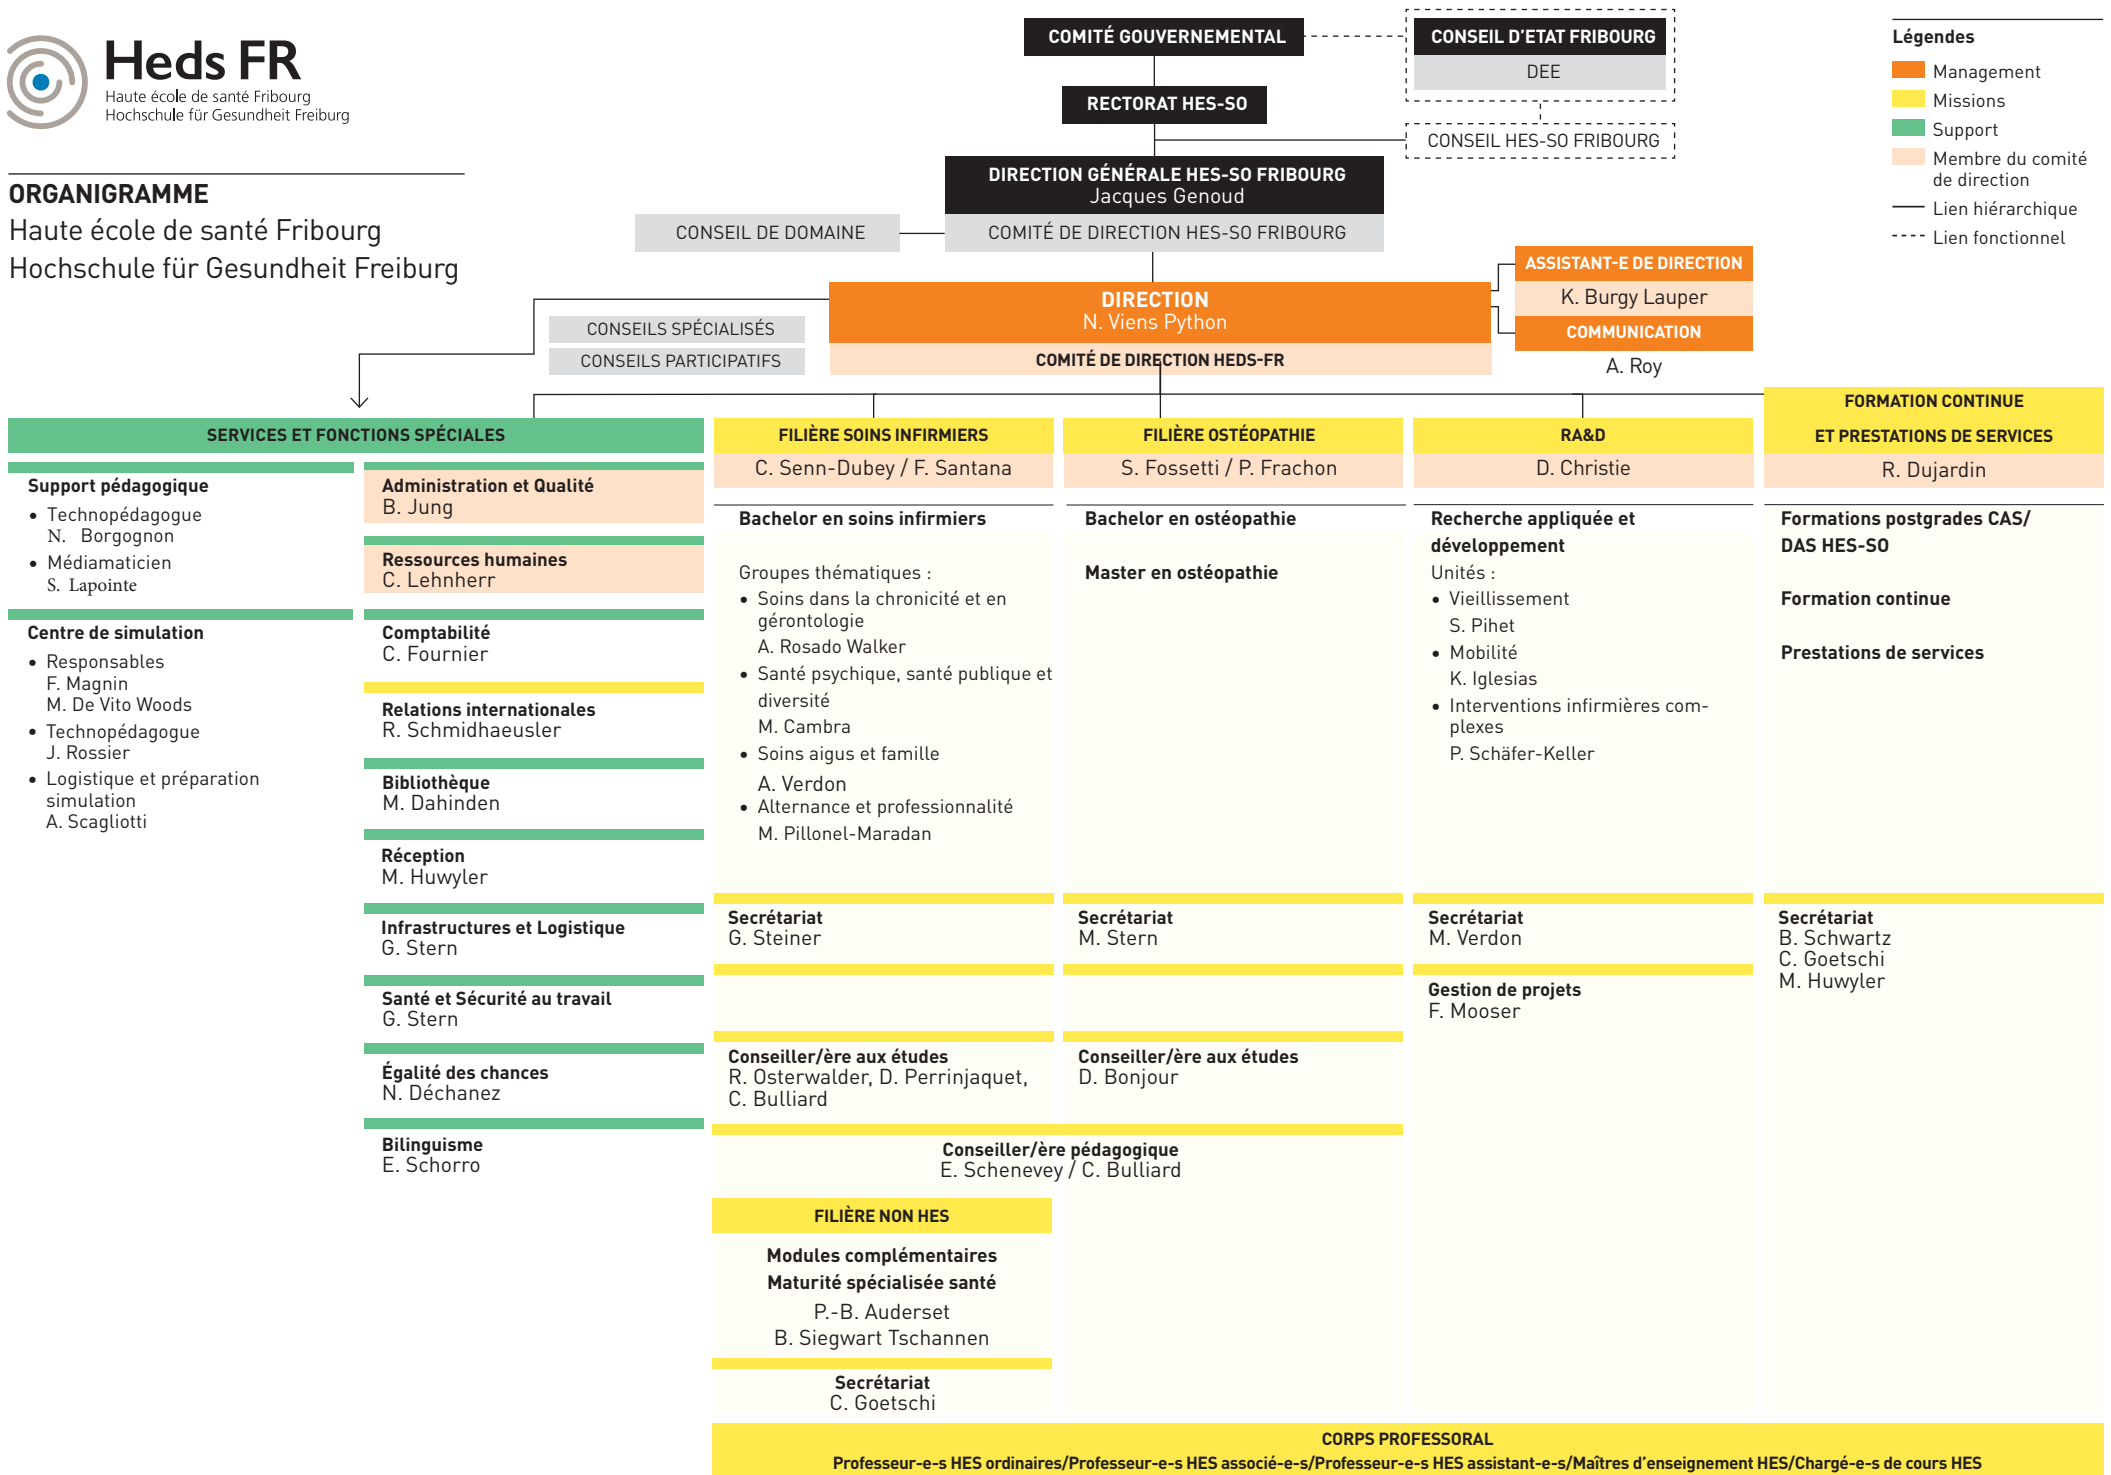 Heds FR
Haute école de santé Fribourg
Hochschule für Gesundheit Freiburg
ORGANIGRAMME
Haute école de santé Fribourg
Hochschule für Gesundheit Freiburg
COMITÉ GOUVERNEMENTAL
CONSEIL D'ETAT FRIBOURG
DEE
RECTORAT HES-SO
CONSEIL HES-SO FRIBOURG
DIRECTION GÉNÉRALE HES-SO FRIBOURG
Jacques Genoud
CONSEIL DE DOMAINE
COMITÉ DE DIRECTION HES-SO FRIBOURG
Légendes
Management
Missions
Support
Membre du comité
de direction
Lien hiérarchique
Lien fonctionnel
DIRECTION
N. Viens Python
COMITÉ DE DIRECTION HEDS-FR
CONSEILS SPÉCIALISÉS
CONSEILS PARTICIPATIFS
ASSISTANT-E DE DIRECTION
K. Burgy Lauper
COMMUNICATION
A. Roy
SERVICES ET FONCTIONS SPÉCIALES
Support pédagogique
• Technopédagogue
N. Borgognon
• Médiamaticien
S. Lapointe
Centre de simulation
• Responsables
F. Magnin
M. De Vito Woods
• Technopédagogue
J. Rossier
• Logistique et préparation
simulation
A. Scagliotti
Administration et Qualité
B. Jung
Ressources humaines
C. Lehnherr
Comptabilité
C. Fournier
Relations internationales
R. Schmidhaeusler
Bibliothèque
M. Dahinden
Réception
M. Huwyler
Infrastructures et Logistique
G. Stern
Santé et Sécurité au travail
G. Stern
Égalité des chances
N. Déchanez
Bilinguisme
E. Schorro
FILIÈRE SOINS INFIRMIERS
C. Senn-Dubey / F. Santana
Bachelor en soins infirmiers
Groupes thématiques :
• Soins dans la chronicité et en
gérontologie
A. Rosado Walker
• Santé psychique, santé publique et
diversité
M. Cambra
• Soins aigus et famille
A. Verdon
• Alternance et professionnalité
M. Pillonel-Maradan
Secrétariat
G. Steiner
Conseiller/ère aux études
R. Osterwalder, D. Perrinjaquet,
C. Bulliard
FILIÈRE OSTÉOPATHIE
S. Fossetti / P. Frachon
Bachelor en ostéopathie
Master en ostéopathie
Secrétariat
M. Stern
Conseiller/ère aux études
D. Bonjour
Conseiller/ère pédagogique
E. Schenevey / C. Bulliard
FILIÈRE NON HES
Modules complémentaires
Maturité spécialisée santé
P.-B. Auderset
B. Siegwart Tschannen
Secrétariat
C. Goetschi
RA&D
D. Christie
Recherche appliquée et
développement
Unités :
• Vieillissement
S. Pihet
• Mobilité
K. Iglesias
• Interventions infirmières com-
plexes
P. Schäfer-Keller
Secrétariat
M. Verdon
Gestion de projets
F. Mooser
FORMATION CONTINUE
ET PRESTATIONS DE SERVICES
R. Dujardin
Formations postgrades CAS/
DAS HES-SO
Formation continue
Prestations de services
Secrétariat
B. Schwartz
C. Goetschi
M. Huwyler
CORPS PROFESSORAL
Professeur-e-s HES ordinaires/Professeur-e-s HES associé-e-s/Professeur-e-s HES assistant-e-s/Maîtres d'enseignement HES/Chargé-e-s de cours HES